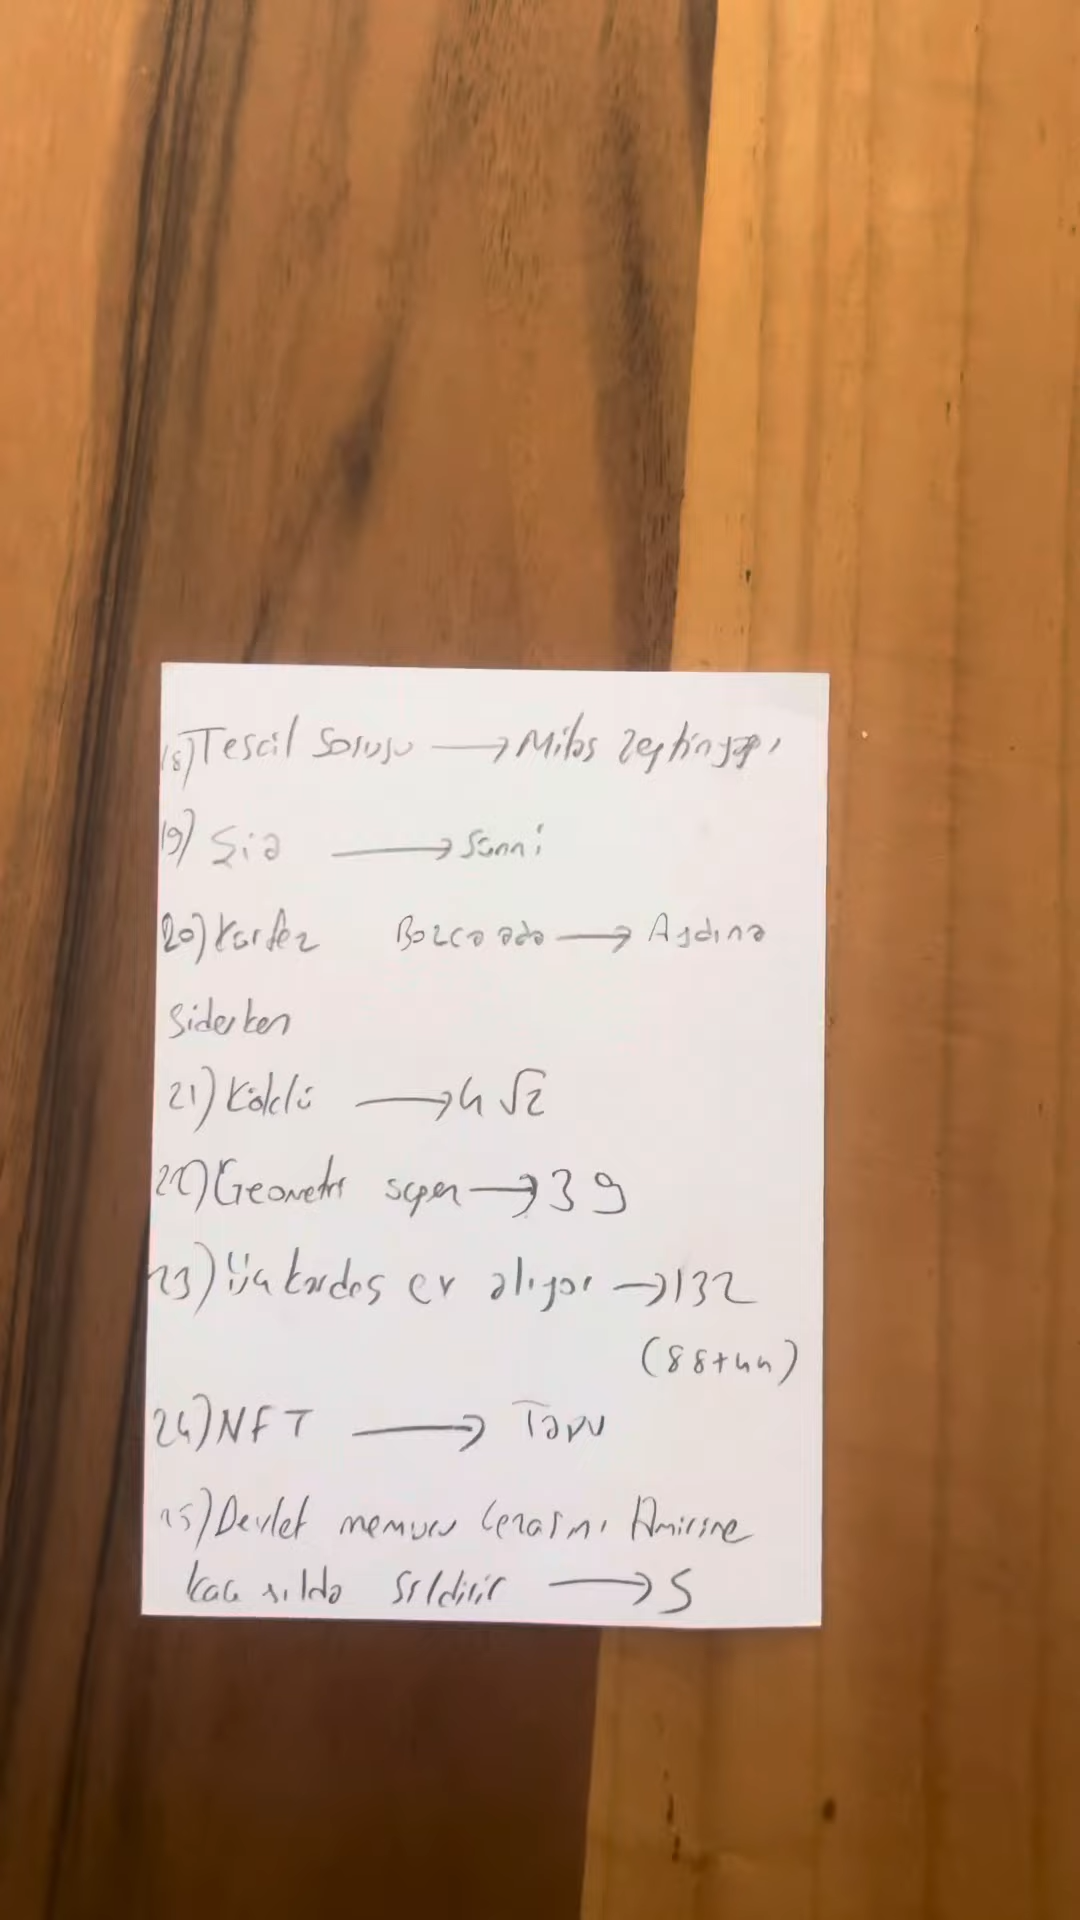 18) Tescil Sorusu → Milas Zeytinyağı
19) Şia → Sünni
20) Körfez Bozcaada → Aydına
giderken
21) Köklü → 4√2
22) Geometri süper → 39
23) Üç kardeş ev alıyor → 132
(88+44)
24) NFT → Tapu
25) Devlet memuru Cezasını Amirine
kaç yılda sildirir → 5